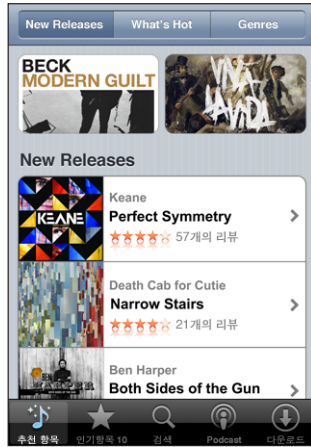 New Releases What's Hot Genres
BECK
MODERN GUILT
VIVA
LA VIDA
New Releases
KEANE
Keane
Perfect Symmetry
57개의 리뷰
Death Cab for Cutie
Narrow Stairs
21개의 리뷰
Ben Harper
Both Sides of the Gun
추천 항목 인기항목 10 검색 Podcast 다운로드